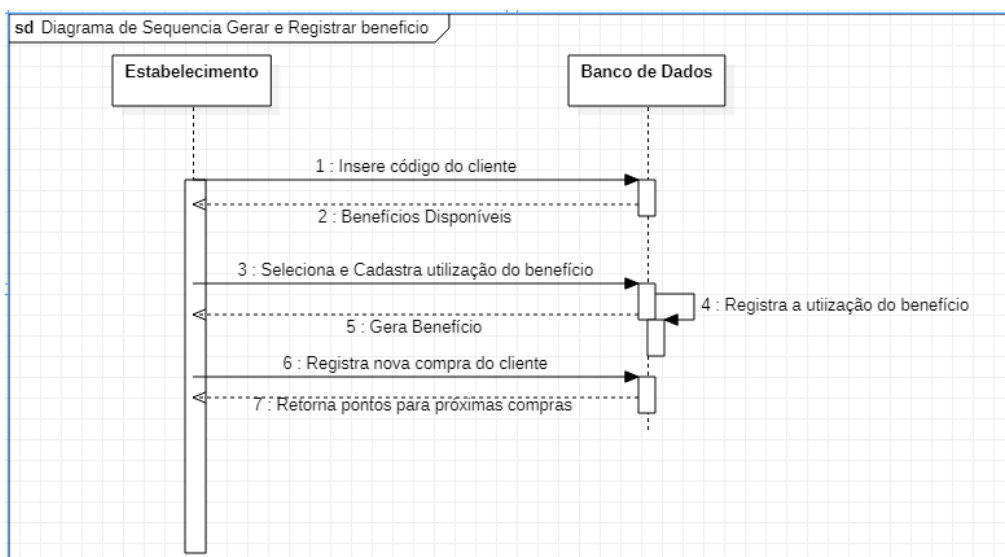 sd Diagrama de Sequencia Gerar e Registrar beneficio
Estabelecimento
Banco de Dados
1 : Insere código do cliente
2 : Benefícios Disponíveis
3 : Seleciona e Cadastra utilização do benefício
4 : Registra a utiização do benefício
5 : Gera Benefício
6 : Registra nova compra do cliente
7 : Retorna pontos para próximas compras